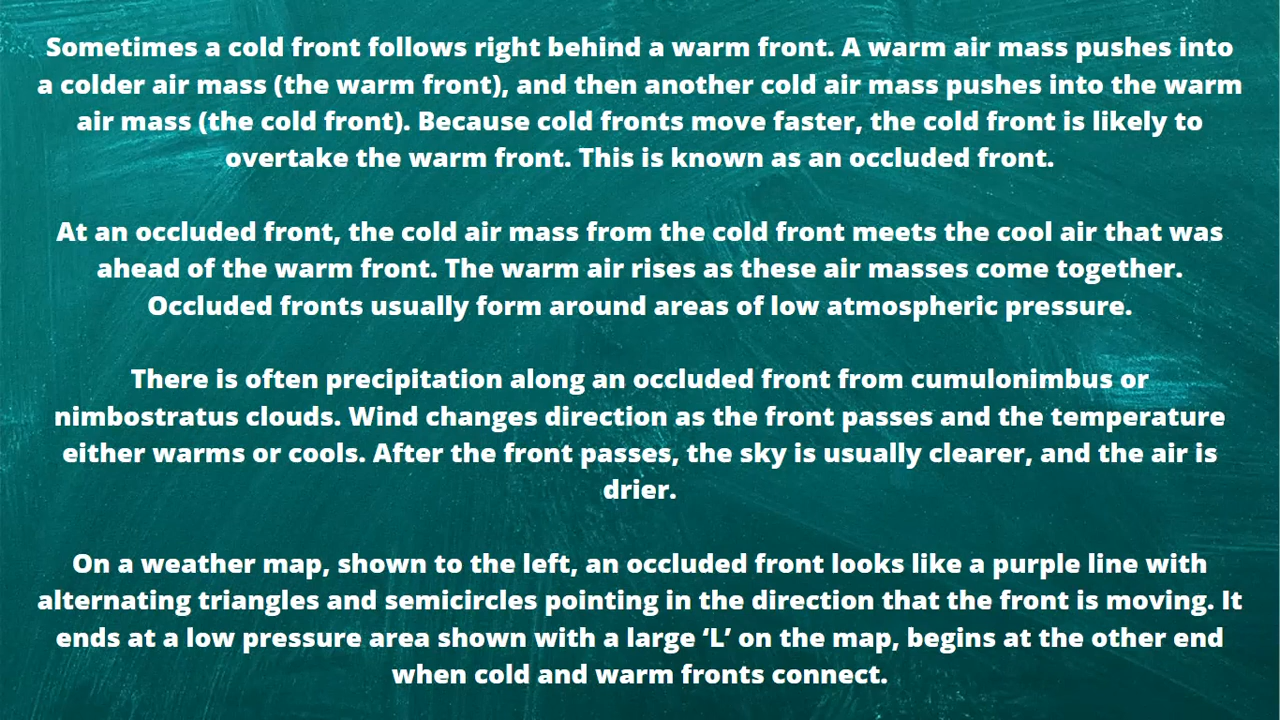 Sometimes a cold front follows right behind a warm front. A warm air mass pushes into
a colder air mass (the warm front), and then another cold air mass pushes into the warm
air mass (the cold front). Because cold fronts move faster, the cold front is likely to
overtake the warm front. This is known as an occluded front.
At an occluded front, the cold air mass from the cold front meets the cool air that was
ahead of the warm front. The warm air rises as these air masses come together.
Occluded fronts usually form around areas of low atmospheric pressure.
There is often precipitation along an occluded front from cumulonimbus or
nimbostratus clouds. Wind changes direction as the front passes and the temperature
either warms or cools. After the front passes, the sky is usually clearer, and the air is
drier.
On a weather map, shown to the left, an occluded front looks like a purple line with
alternating triangles and semicircles pointing in the direction that the front is moving. It
ends at a low pressure area shown with a large ‘L’ on the map, begins at the other end
when cold and warm fronts connect.